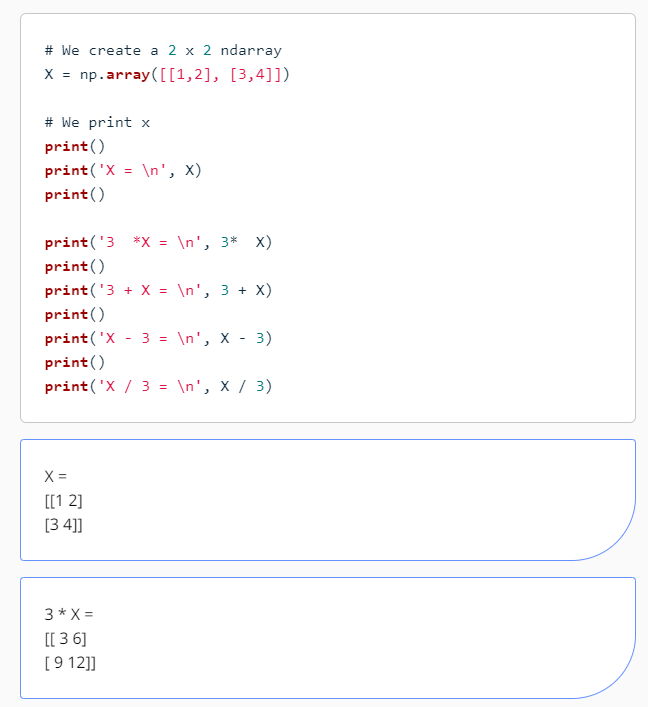 # We create a 2 x 2 ndarray
X = np.array([[1,2], [3,4]])
# We print x
print()
print('X = \n', X)
print()
print('3  *X = \n', 3*  X)
print()
print('3 + X = \n', 3 + X)
print()
print('X - 3 = \n', X - 3)
print()
print('X / 3 = \n', X / 3)
X =
[[1 2]
[3 4]]
3 * X =
[[ 3 6]
[ 9 12]]